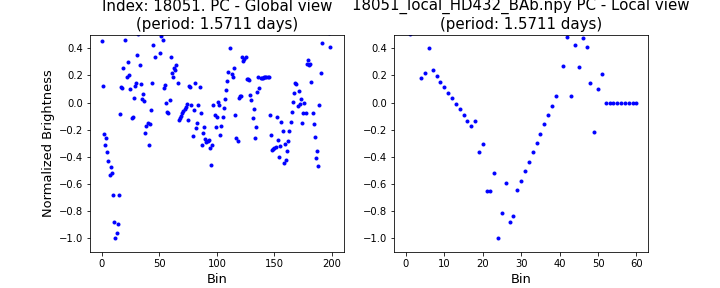 Index: 18051. PC - Global view
(period: 1.5711 days)
18051_local_HD432_BAb.npy PC - Local view
(period: 1.5711 days)
Normalized Brightness
0.4
0.2
0.0
−0.2
−0.4
−0.6
−0.8
−1.0
0 50 100 150 200
Bin
0.4
0.2
0.0
−0.2
−0.4
−0.6
−0.8
−1.0
0 10 20 30 40 50 60
Bin